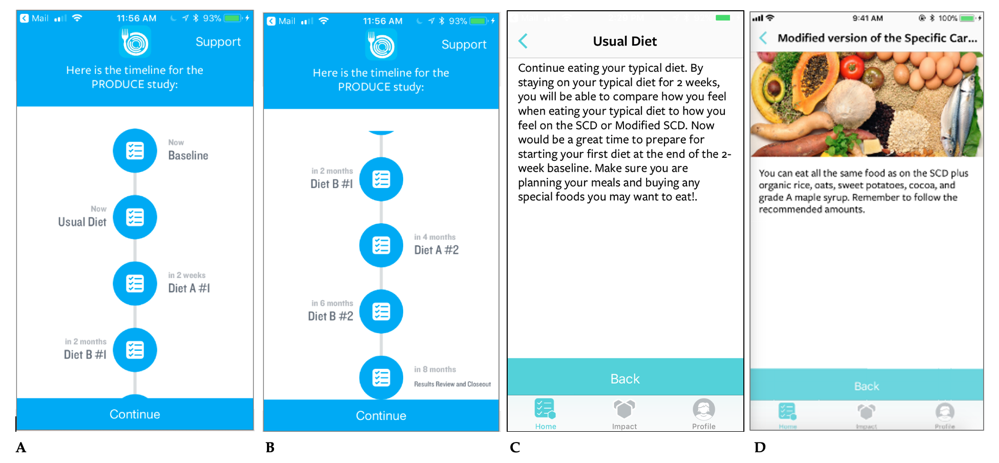 Mail
11:56 AM
93%
Support
Here is the timeline for the
PRODUCE study:
Now
Baseline
Now
Usual Diet
in 2 weeks
Diet A #1
in 2 months
Diet B #1
Continue
A
Mail
11:56 AM
93%
Support
Here is the timeline for the
PRODUCE study:
in 2 months
Diet B #1
in 4 months
Diet A #2
in 6 months
Diet B #2
in 8 months
Results Review and Closeout
Continue
B
Usual Diet
Continue eating your typical diet. By
staying on your typical diet for 2 weeks,
you will be able to compare how you feel
when eating your typical diet to how you
feel on the SCD or Modified SCD. Now
would be a great time to prepare for
starting your first diet at the end of the 2-
week baseline. Make sure you are
planning your meals and buying any
special foods you may want to eat!.
Back
Home
Impact
Profile
C
9:41 AM
100%
Modified version of the Specific Car...
You can eat all the same food as on the SCD plus
organic rice, oats, sweet potatoes, cocoa, and
grade A maple syrup. Remember to follow the
recommended amounts.
Back
Home
Impact
Profile
D